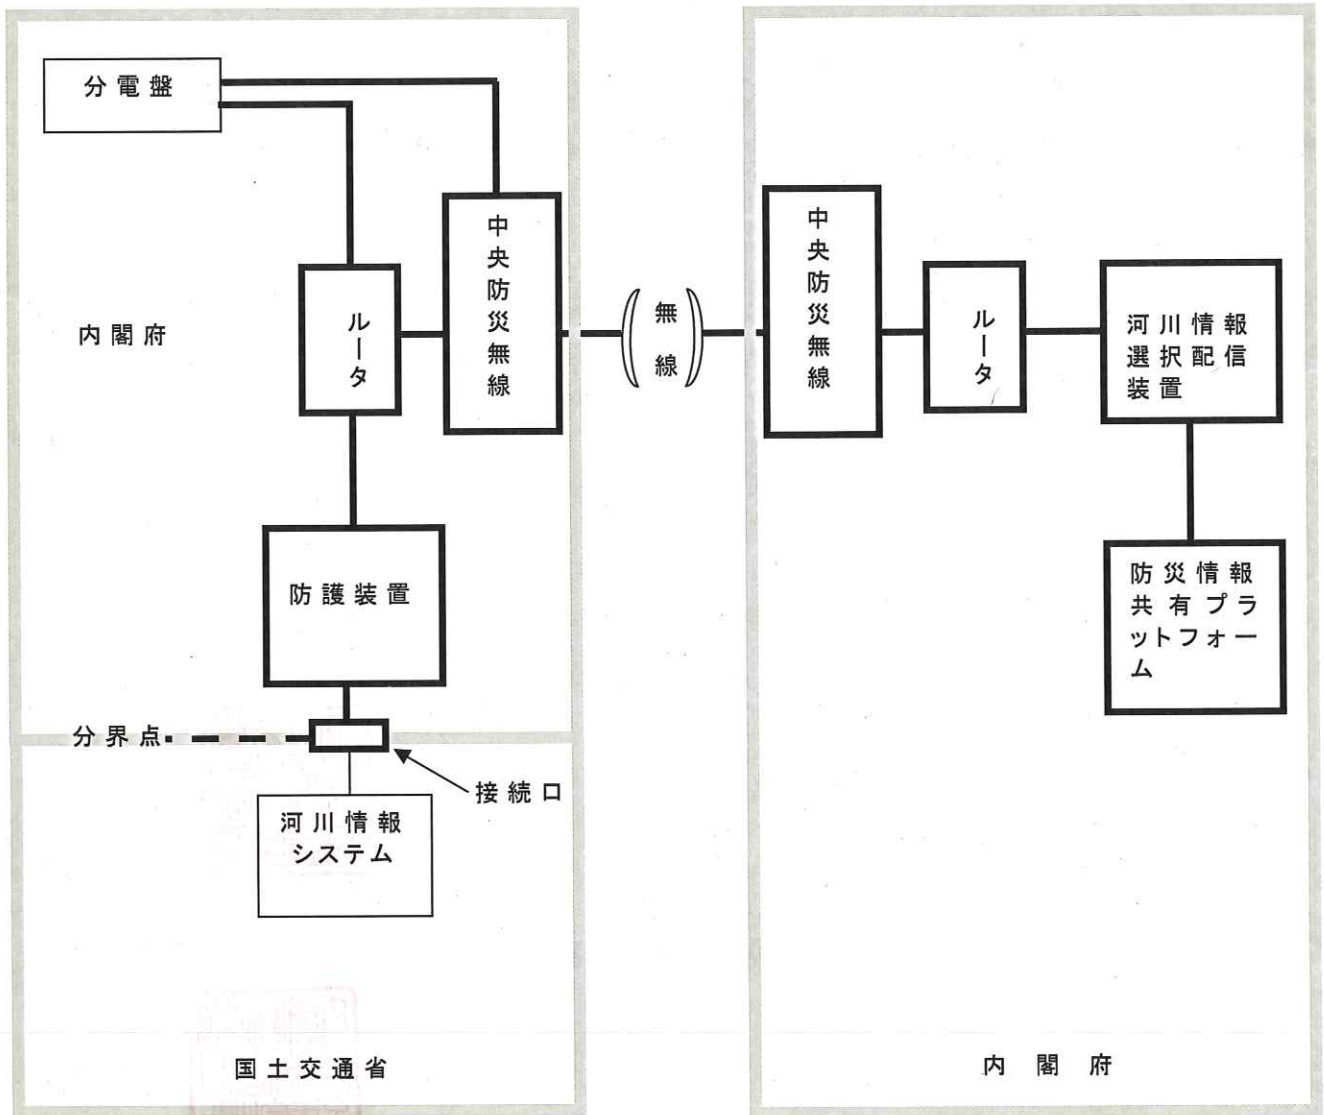 分電盤
中央防災無線
ルータ
内閣府
防護装置
分界点
接続口
河川情報
システム
国土交通省
無線
中央防災無線
ルータ
河川情報
選択配信
装置
防災情報
共有プラ
ットフォー
ム
内閣府